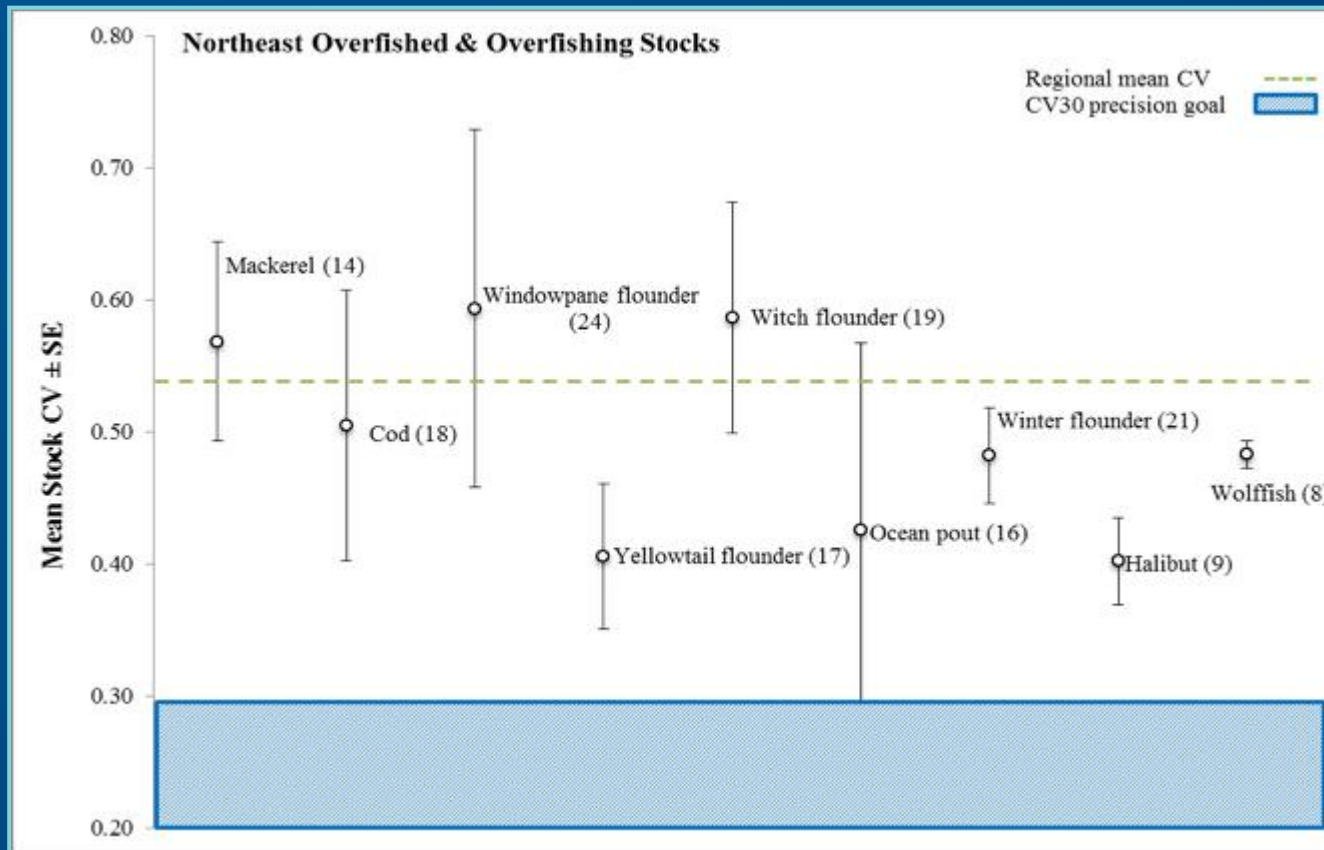 Northeast Overfished & Overfishing Stocks
Regional mean CV
CV30 precision goal
Mean Stock CV ± SE
0.80
0.70
0.60
0.50
0.40
0.30
0.20
Mackerel (14)
Cod (18)
Windowpane flounder
(24)
Yellowtail flounder (17)
Witch flounder (19)
Ocean pout (16)
Winter flounder (21)
Halibut (9)
Wolffish (8)